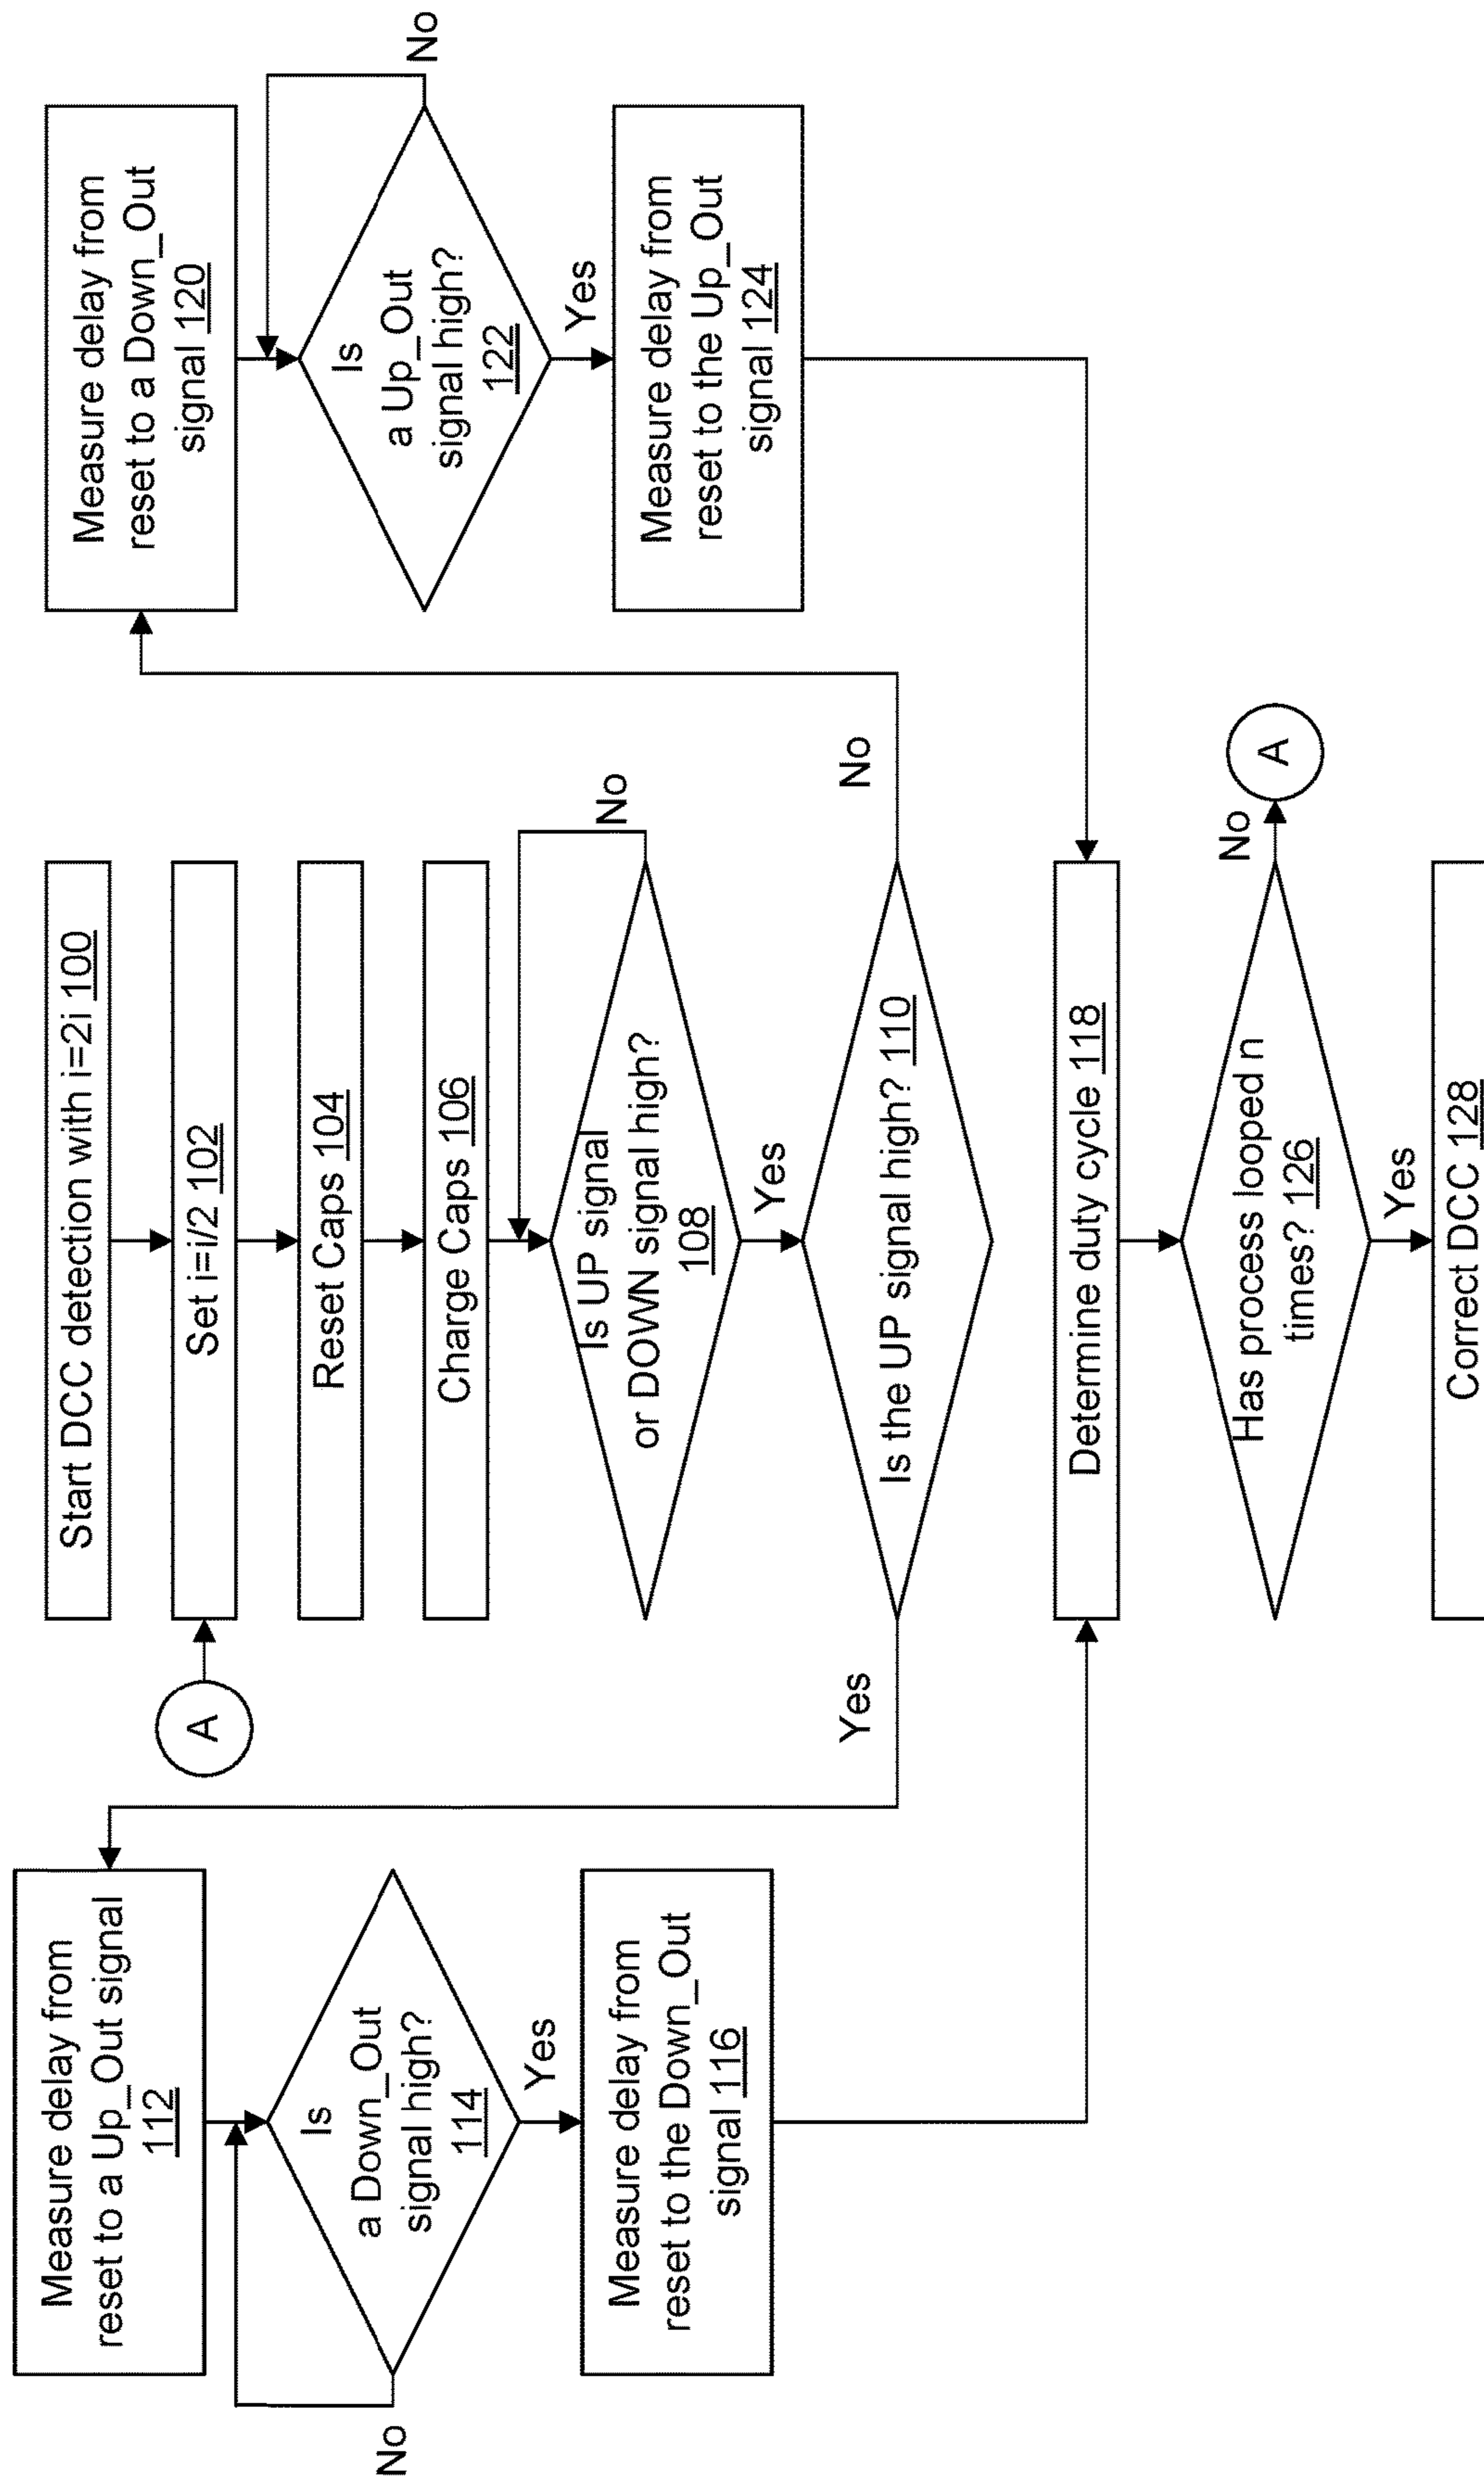 Start DCC detection with i=2i 100
A
Set i=i/2 102
Reset Caps 104
Charge Caps 106
Is UP signal
or DOWN signal high?
108
No
Yes
Is the UP signal high? 110
Yes
No
Measure delay from
reset to a Up_Out signal
112
Is
a Down_Out
signal high?
114
No
Yes
Measure delay from
reset to the Down_Out
signal 116
Measure delay from
reset to a Down_Out
signal 120
Is
a Up_Out
signal high?
122
No
Yes
Measure delay from
reset to the Up_Out
signal 124
Determine duty cycle 118
Has process looped n
times? 126
No
A
Yes
Correct DCC 128